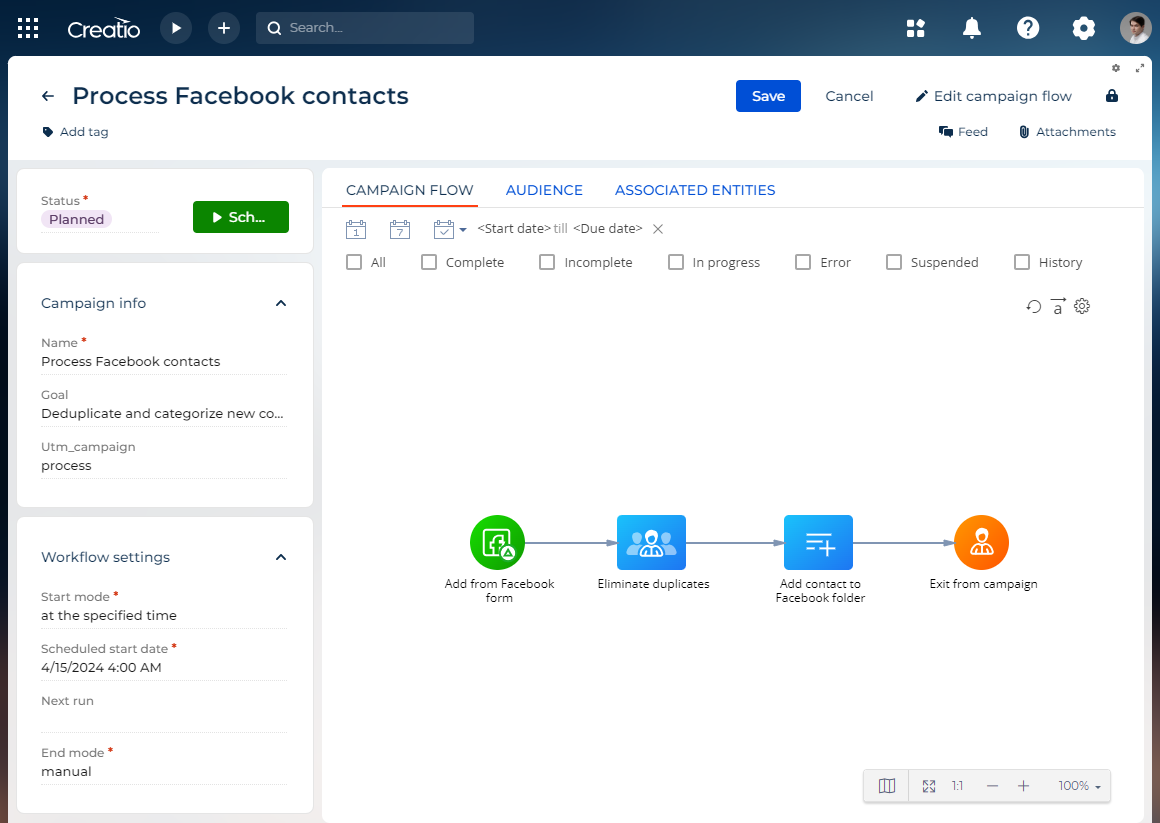 Creatio
Search...
Process Facebook contacts
Save
Cancel
Edit campaign flow
Add tag
Feed
Attachments
Status *
Planned
Sch...
Campaign info
Name *
Process Facebook contacts
Goal
Deduplicate and categorize new co...
Utm_campaign
process
Workflow settings
Start mode *
at the specified time
Scheduled start date *
4/15/2024 4:00 AM
Next run
End mode *
manual
CAMPAIGN FLOW
AUDIENCE
ASSOCIATED ENTITIES
1
7
<Start date> till <Due date>
All
Complete
Incomplete
In progress
Error
Suspended
History
a
Add from Facebook
form
Eliminate duplicates
Add contact to
Facebook folder
Exit from campaign
1:1
100%